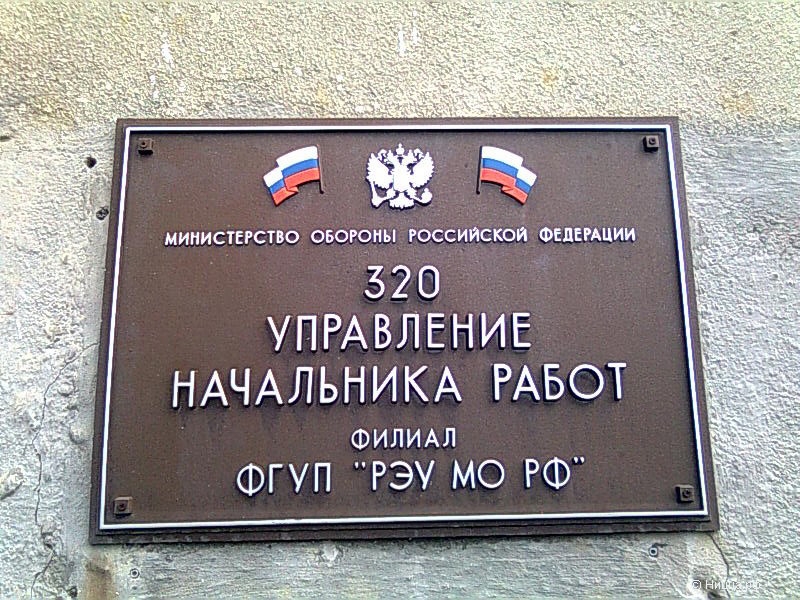 МИНИСТЕРСТВО ОБОРОНЫ РОССИЙСКОЙ ФЕДЕРАЦИИ
320
УПРАВЛЕНИЕ
НАЧАЛЬНИКА РАБОТ
ФИЛИАЛ
ФГУП "РЭУ МО РФ"